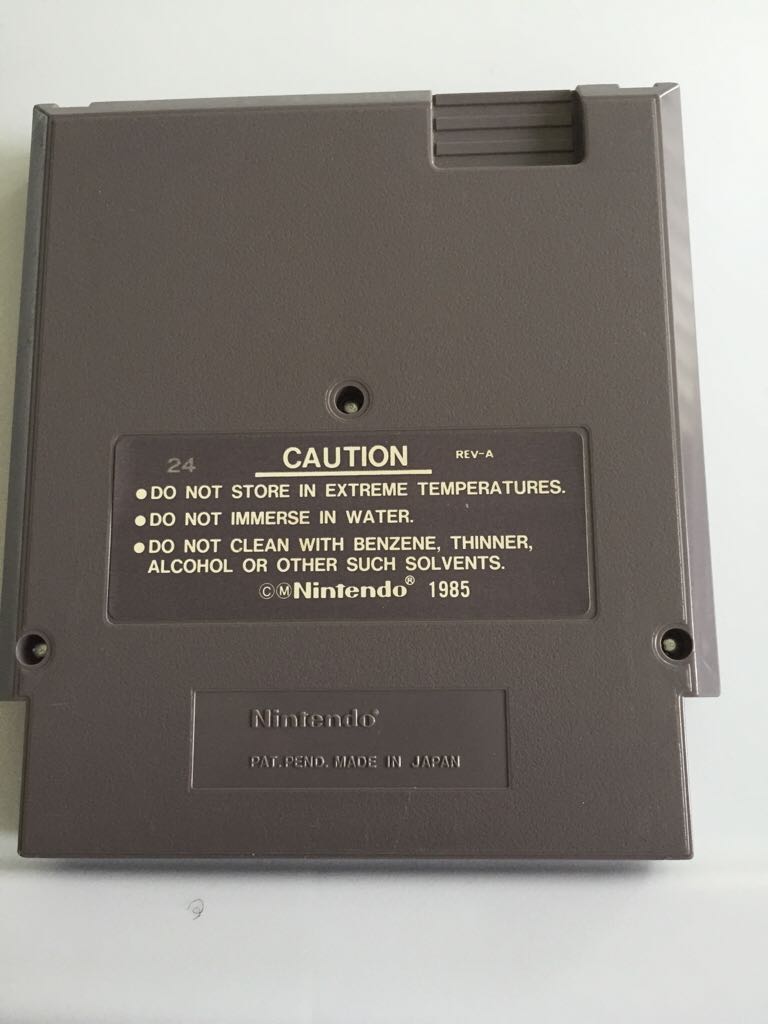 24
CAUTION REV-A
●DO NOT STORE IN EXTREME TEMPERATURES.
●DO NOT IMMERSE IN WATER.
●DO NOT CLEAN WITH BENZENE, THINNER,
ALCOHOL OR OTHER SUCH SOLVENTS.
ⒸⓂNintendo® 1985
Nintendo®
PAT. PEND. MADE IN JAPAN